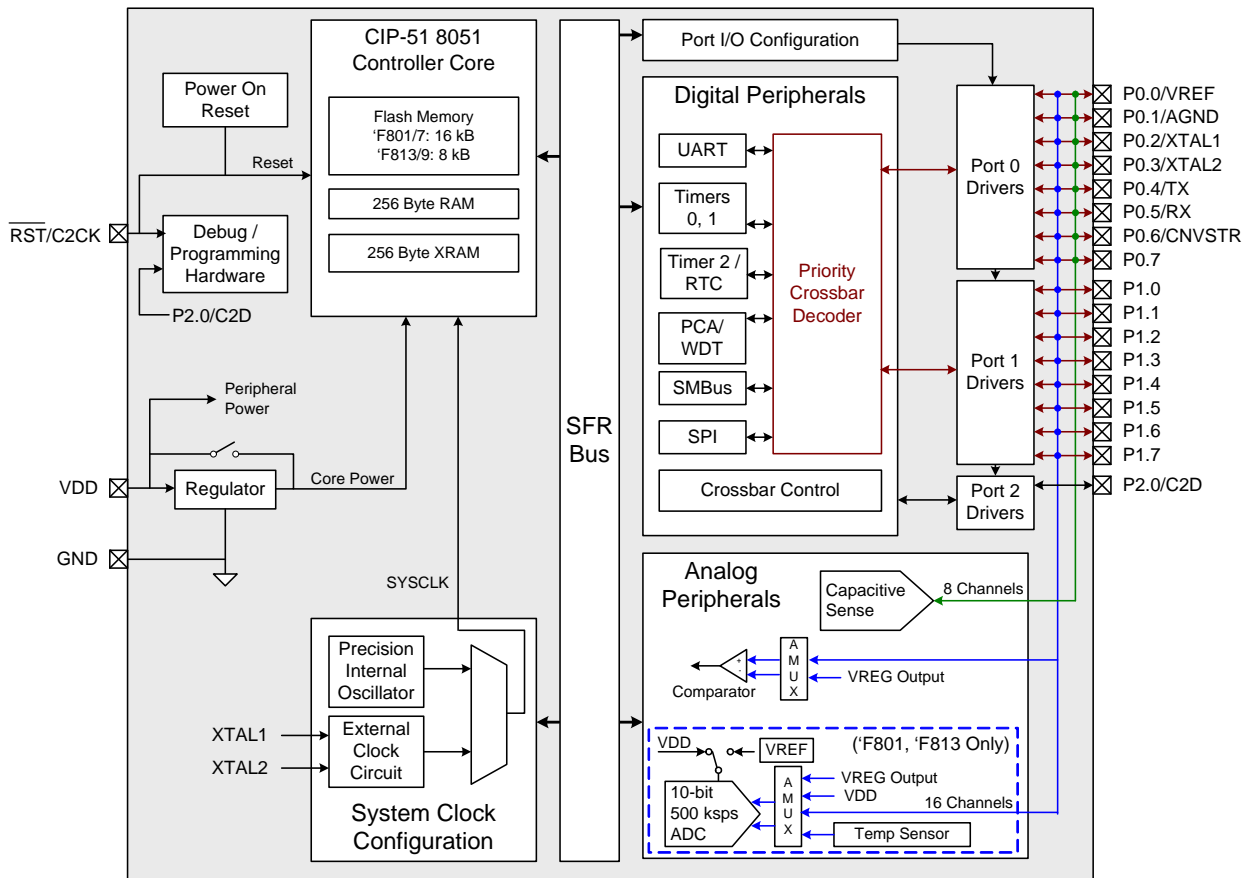 CIP-51 8051
Controller Core
Flash Memory
‘F801/7: 16 kB
‘F813/9: 8 kB
256 Byte RAM
256 Byte XRAM
Power On
Reset
Reset
RST/C2CK
Debug /
Programming
Hardware
P2.0/C2D
Peripheral
Power
VDD
Regulator
Core Power
GND
SYSCLK
Precision
Internal
Oscillator
XTAL1
XTAL2
External
Clock
Circuit
System Clock
Configuration
SFR
Bus
Port I/O Configuration
Digital Peripherals
UART
Timers
0, 1
Timer 2 /
RTC
PCA/
WDT
SMBus
SPI
Priority
Crossbar
Decoder
Crossbar Control
Port 0
Drivers
Port 1
Drivers
Port 2
Drivers
P0.0/VREF
P0.1/AGND
P0.2/XTAL1
P0.3/XTAL2
P0.4/TX
P0.5/RX
P0.6/CNVSTR
P0.7
P1.0
P1.1
P1.2
P1.3
P1.4
P1.5
P1.6
P1.7
P2.0/C2D
Analog
Peripherals
Capacitive
Sense
8 Channels
+
-
Comparator
AMUX
VREG Output
(‘F801, ‘F813 Only)
VDD
VREF
10-bit
500 ksps
ADC
AMUX
VREG Output
VDD
16 Channels
Temp Sensor